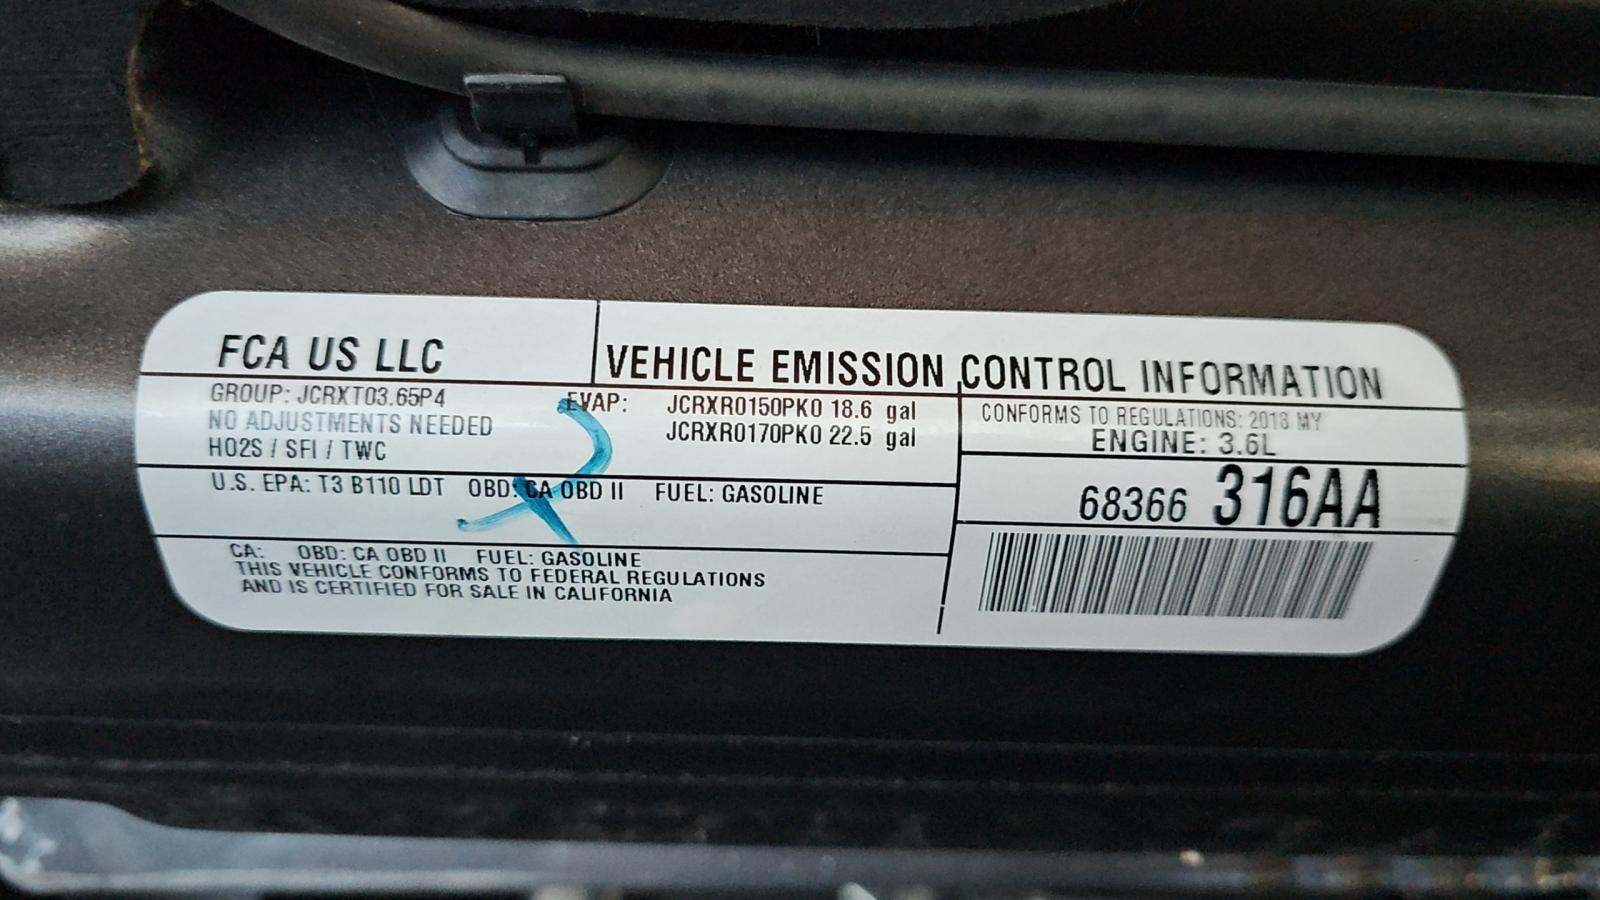 FCA US LLC
VEHICLE EMISSION CONTROL INFORMATION
GROUP: JCRXT03.65P4
NO ADJUSTMENTS NEEDED
HO2S / SFI / TWC
EVAP: JCRXR0150PK0 18.6 gal
JCRXR0170PK0 22.5 gal
CONFORMS TO REGULATIONS: 2018 MY
ENGINE: 3.6L
U.S. EPA: T3 B110 LDT OBD: CA OBD II FUEL: GASOLINE
68366 316AA
CA: OBD: CA OBD II FUEL: GASOLINE
THIS VEHICLE CONFORMS TO FEDERAL REGULATIONS
AND IS CERTIFIED FOR SALE IN CALIFORNIA